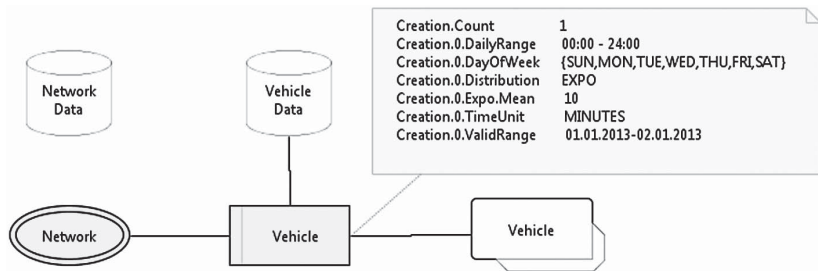 Creation.Count 1
Creation.0.DailyRange 00:00 - 24:00
Creation.0.DayOfWeek {SUN,MON,TUE,WED,THU,FRI,SAT}
Creation.0.Distribution EXPO
Creation.0.Expo.Mean 10
Creation.0.TimeUnit MINUTES
Creation.0.ValidRange 01.01.2013-02.01.2013
Network
Data
Vehicle
Data
Network
Vehicle
Vehicle